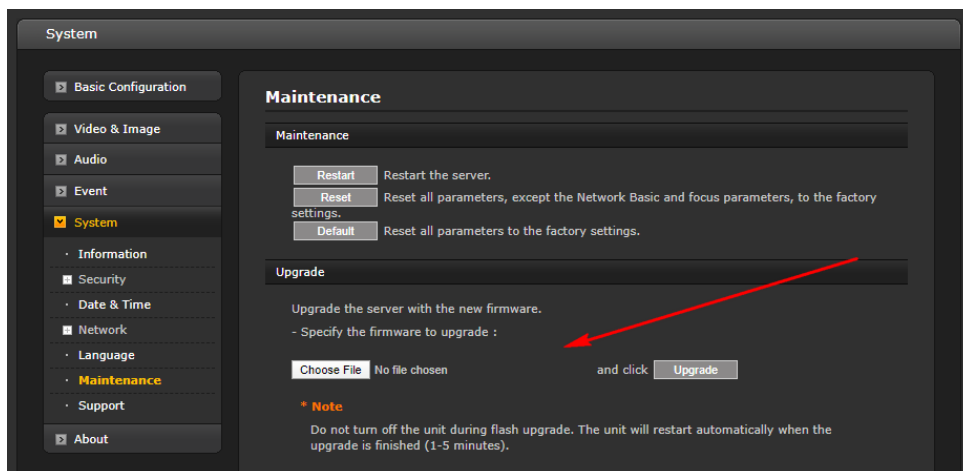 System
Basic Configuration
Video & Image
Audio
Event
System
· Information
Security
· Date & Time
Network
· Language
· Maintenance
· Support
About
Maintenance
Maintenance
Restart Restart the server.
Reset Reset all parameters, except the Network Basic and focus parameters, to the factory
settings.
Default Reset all parameters to the factory settings.
Upgrade
Upgrade the server with the new firmware.
- Specify the firmware to upgrade :
Choose File No file chosen and click Upgrade
* Note
Do not turn off the unit during flash upgrade. The unit will restart automatically when the
upgrade is finished (1-5 minutes).